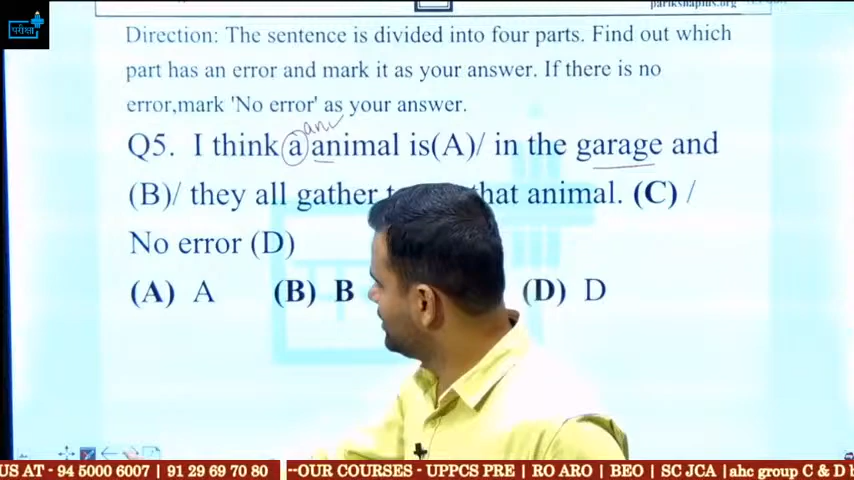 परीक्षा
Direction: The sentence is divided into four parts. Find out which
part has an error and mark it as your answer. If there is no
error,mark 'No error' as your answer.
an
Q5. I think a animal is(A)/ in the garage and
(B)/ they all gather that animal. (C) /
No error (D)
(A) A (B) B (D) D
US AT - 94 5000 6007 | 91 29 69 70 80 --OUR COURSES - UPPCS PRE | RO ARO | BEO | SC JCA |ahc group C & D